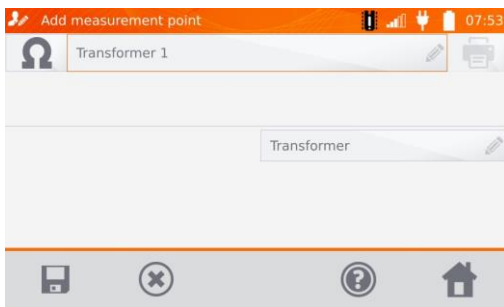 Add measurement point 07:53
Ω Transformer 1
Transformer